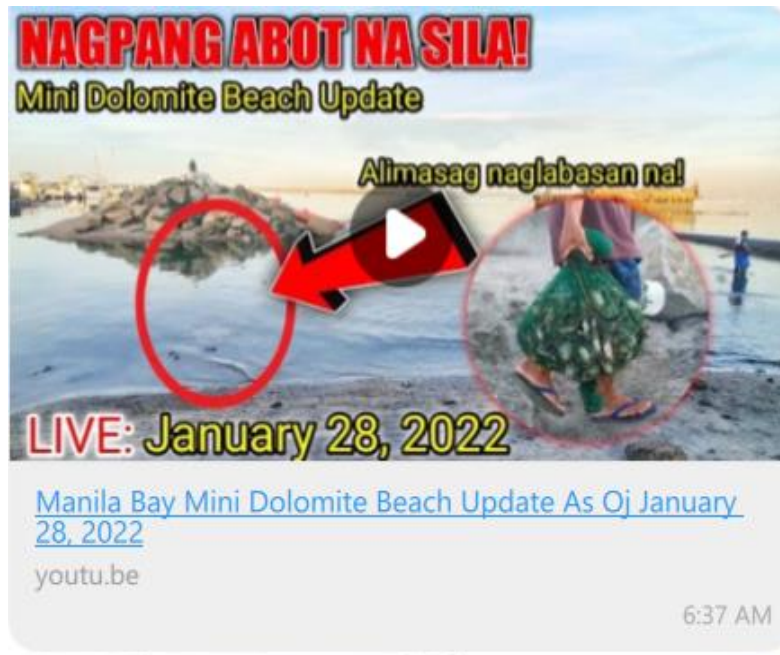 NAGPANG ABOT NA SILA!
Mini Dolomite Beach Update
Alimasag naglabasan na!
LIVE: January 28, 2022
Manila Bay Mini Dolomite Beach Update As Oj January
28, 2022
youtu.be
6:37 AM